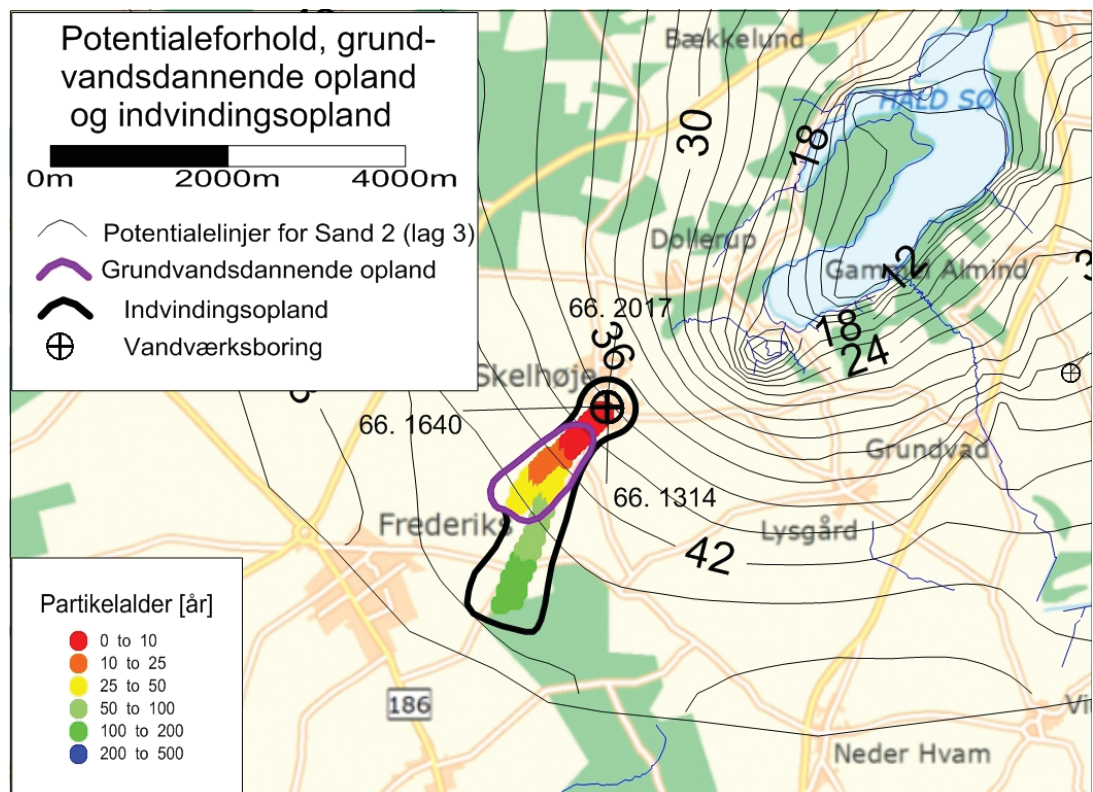 Potentialeforhold, grund-
vandsdannende opland
og indvindingsopland
0m 2000m 4000m
Potentialelinjer for Sand 2 (lag 3)
Grundvandsdannende opland
Indvindingsopland
Vandværksboring
Bækkelund
HALD SØ
30
18
Dollerup
Gammel Almind
12
3
66. 2017
18
24
36
Skelhøje
66. 1640
Grundvad
66. 1314
Frederiks
Lysgård
42
Partikelalder [år]
0 to 10
10 to 25
25 to 50
50 to 100
100 to 200
200 to 500
186
Vi
Neder Hvam